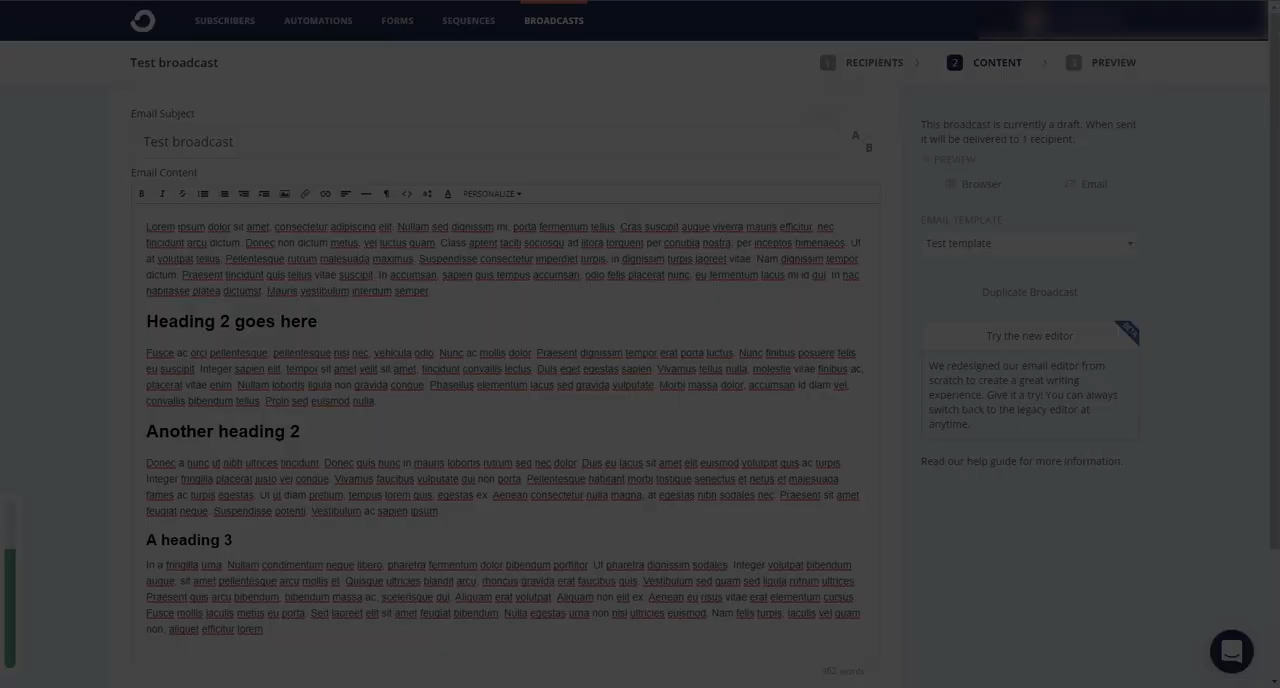 SUBSCRIBERS AUTOMATIONS FORMS SEQUENCES BROADCASTS
Test broadcast
1 RECIPIENTS 2 CONTENT 3 PREVIEW
Email Subject
Test broadcast
A
B
Email Content
B I S PERSONALIZE
Lorem ipsum dolor sit amet, consectetur adipiscing elit. Nullam sed dignissim mi, porta fermentum tellus. Cras suscipit augue viverra mauris efficitur, nec
tincidunt arcu dictum. Donec non dictum metus, vel luctus quam. Class aptent taciti sociosqu ad litora torquent per conubia nostra, per inceptos himenaeos. Ut
at volutpat tellus. Pellentesque rutrum malesuada maximus. Suspendisse consectetur imperdiet turpis, in dignissim turpis laoreet vitae. Nam dignissim tempor
dictum. Praesent tincidunt quis tellus vitae suscipit. In accumsan, sapien quis tempus accumsan, odio felis placerat nunc, eu fermentum lacus mi id dui. In hac
habitasse platea dictumst. Mauris vestibulum interdum semper.
Heading 2 goes here
Fusce ac orci pellentesque, pellentesque nisi nec, vehicula odio. Nunc ac mollis dolor. Praesent dignissim tempor erat porta luctus. Nunc finibus posuere felis
eu suscipit. Integer sapien elit, tempor sit amet velit sit amet, tincidunt convallis lectus. Duis eget egestas sapien. Vivamus tellus nulla, molestie vitae finibus ac,
placerat vitae enim. Nullam lobortis ligula non gravida congue. Phasellus elementum lacus sed gravida vulputate. Morbi massa dolor, accumsan id diam vel,
convallis bibendum tellus. Proin sed euismod nulla.
Another heading 2
Donec a nunc ut nibh ultrices tincidunt. Donec quis nunc in mauris lobortis rutrum sed nec dolor. Duis eu lacus sit amet elit euismod volutpat quis ac turpis.
Integer fringilla placerat justo vel congue. Vivamus faucibus vulputate dui non porta. Pellentesque habitant morbi tristique senectus et netus et malesuada
fames ac turpis egestas. Ut ut diam pretium, tempus lorem quis, egestas ex. Aenean consectetur nulla magna, at egestas nibh sodales nec. Praesent sit amet
feugiat neque. Suspendisse potenti. Vestibulum ac sapien ipsum.
A heading 3
In a fringilla urna. Nullam condimentum neque libero, pharetra fermentum dolor bibendum porttitor. Ut pharetra dignissim sodales. Integer volutpat bibendum
augue, sit amet pellentesque arcu mollis et. Quisque ultricies blandit arcu, rhoncus gravida erat faucibus quis. Vestibulum sed quam sed ligula rutrum ultrices.
Praesent quis arcu bibendum, bibendum massa ac, scelerisque dui. Aliquam erat volutpat. Aliquam non elit ex. Aenean eu risus vitae erat elementum cursus.
Fusce mollis iaculis metus eu porta. Sed laoreet elit sit amet feugiat bibendum. Nulla egestas urna non nisl ultricies euismod. Nam felis turpis, iaculis vel quam
non, aliquet efficitur lorem.
words
This broadcast is currently a draft. When sent
it will be delivered to 1 recipient.
PREVIEW
Browser Email
EMAIL TEMPLATE
Test template
Duplicate Broadcast
Try the new editor
BETA
We redesigned our email editor from
scratch to create a great writing
experience. Give it a try! You can always
switch back to the legacy editor at
anytime.
Read our help guide for more information.